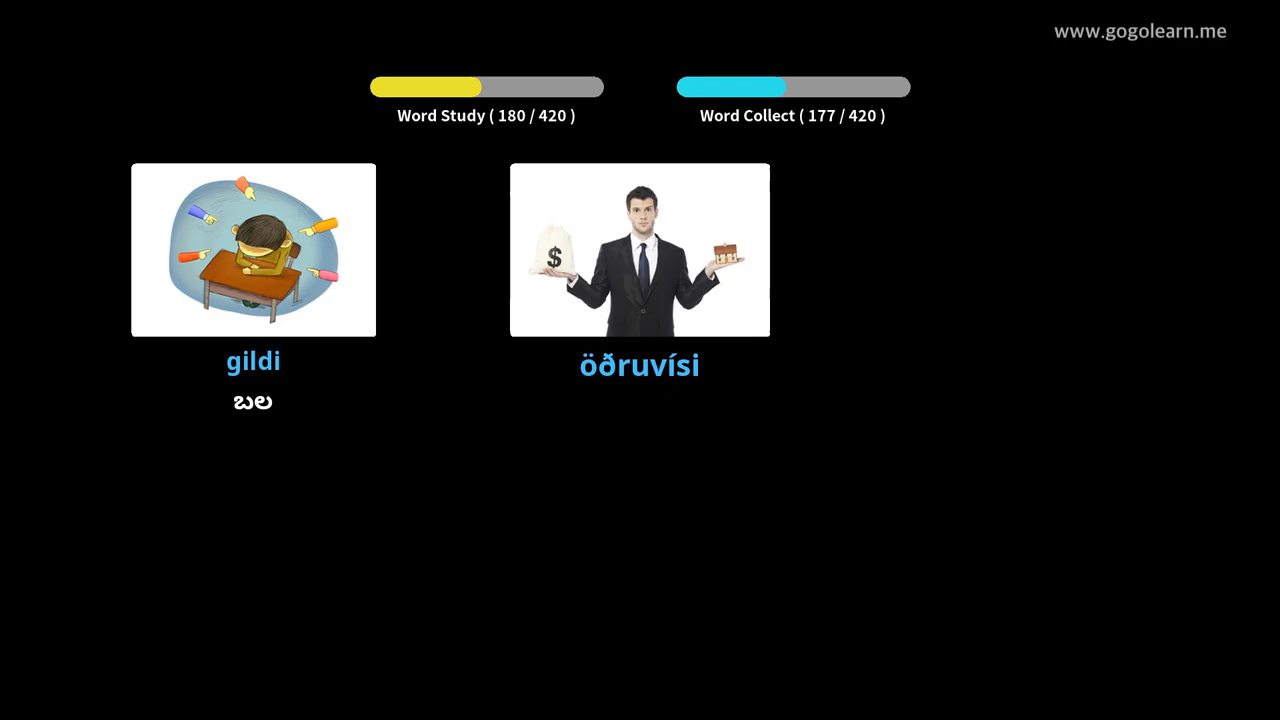 www.gogolearn.me
Word Study ( 180 / 420 )
Word Collect ( 177 / 420 )
$
gildi
ಬಲ
öðruvísi